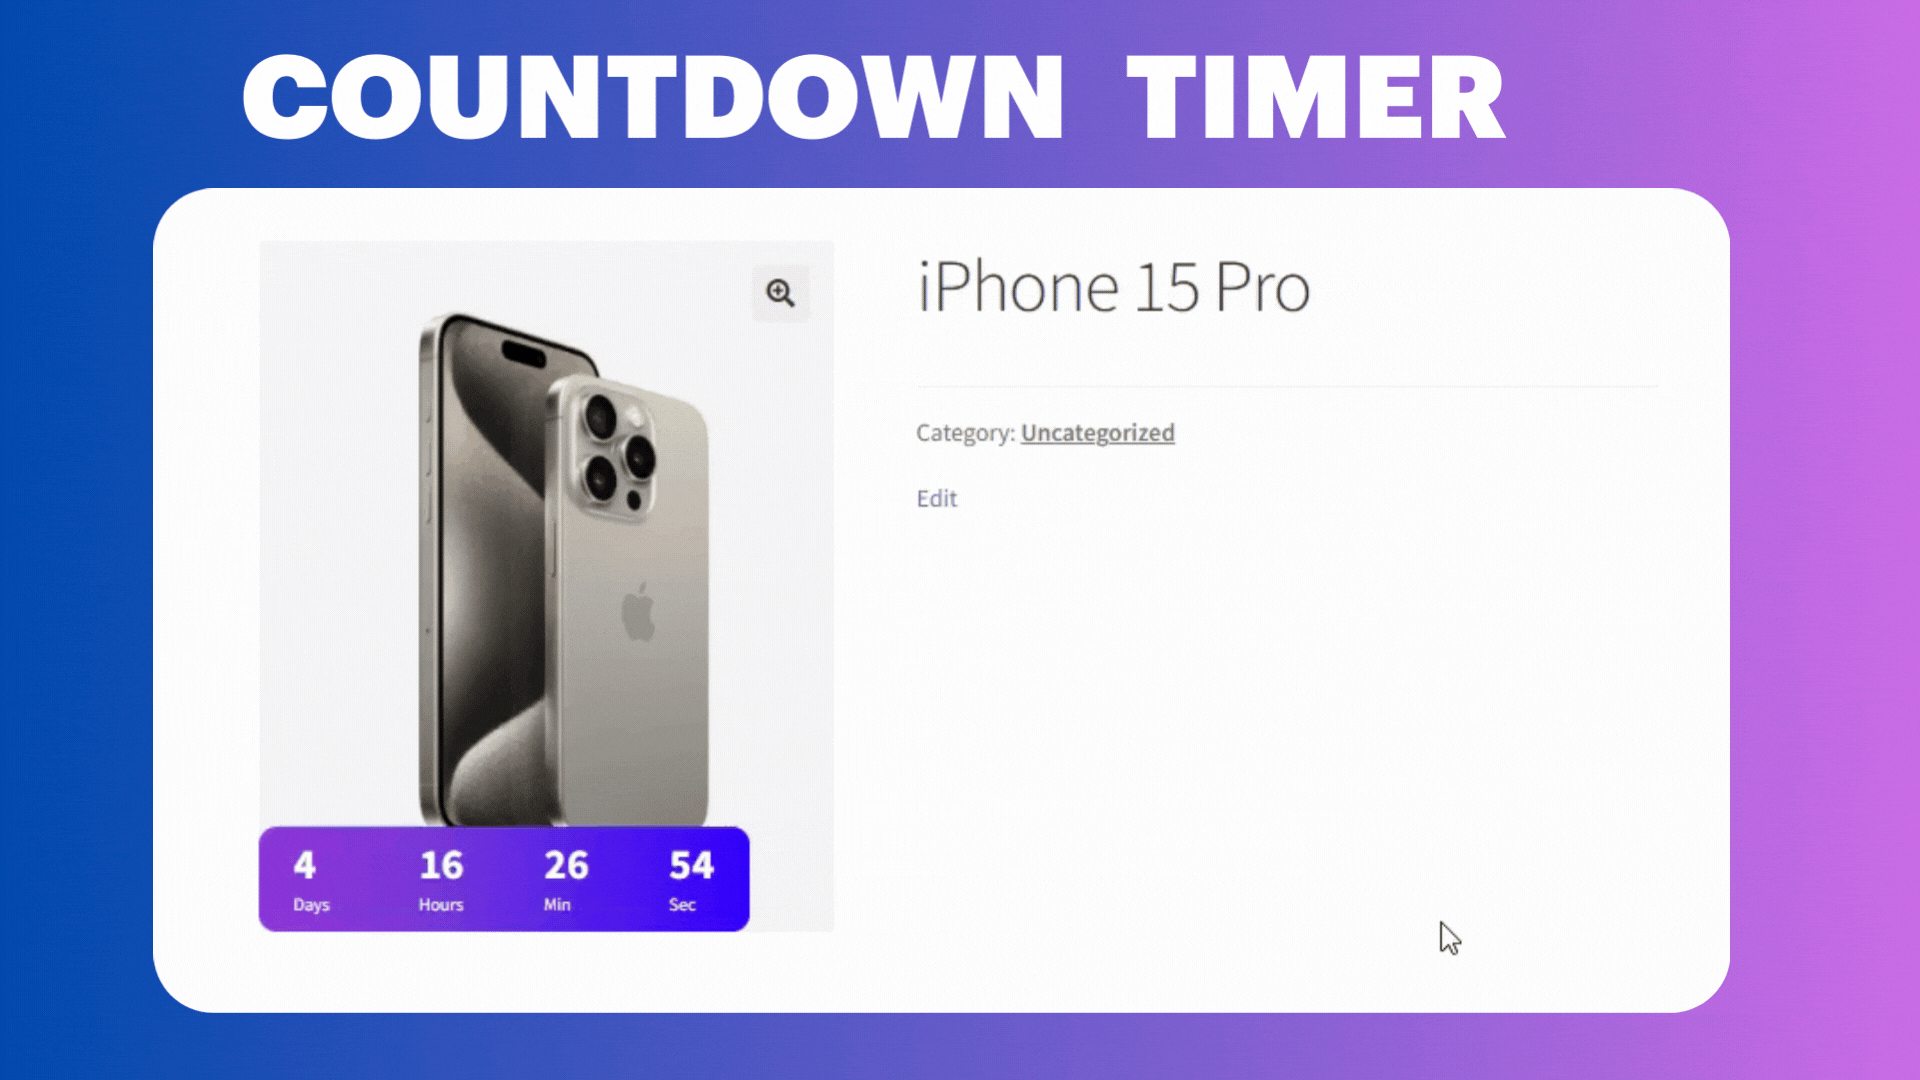 COUNTDOWN TIMER
iPhone 15 Pro
Category: Uncategorized
Edit
4 16 26 54
Days Hours Min Sec